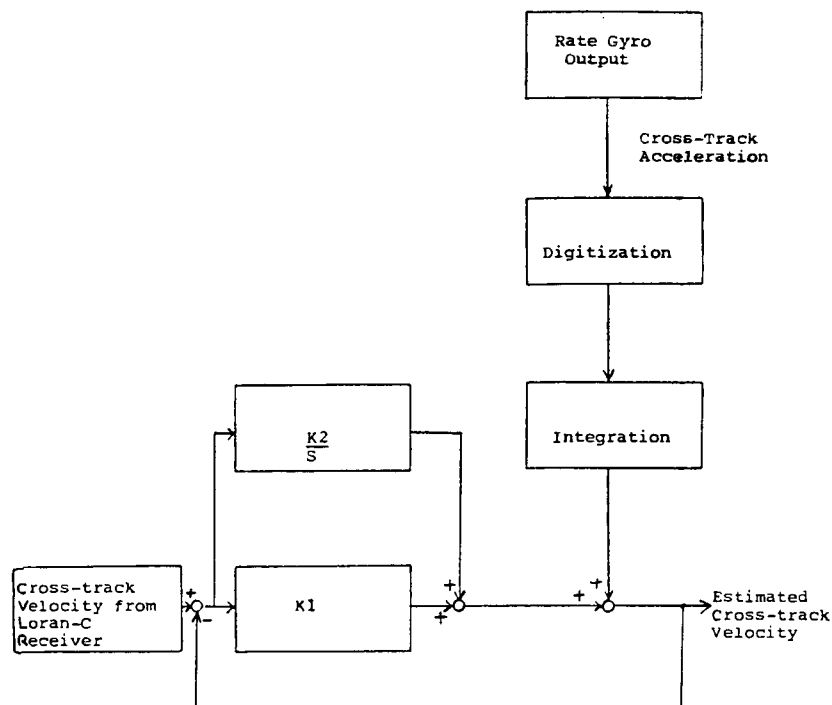 Rate Gyro
Output
Cross-Track
Acceleration
Digitization
Integration
K2
S
K1
Cross-track
Velocity from
Loran-C
Receiver
+
-
+
+
+
+
Estimated
Cross-track
Velocity